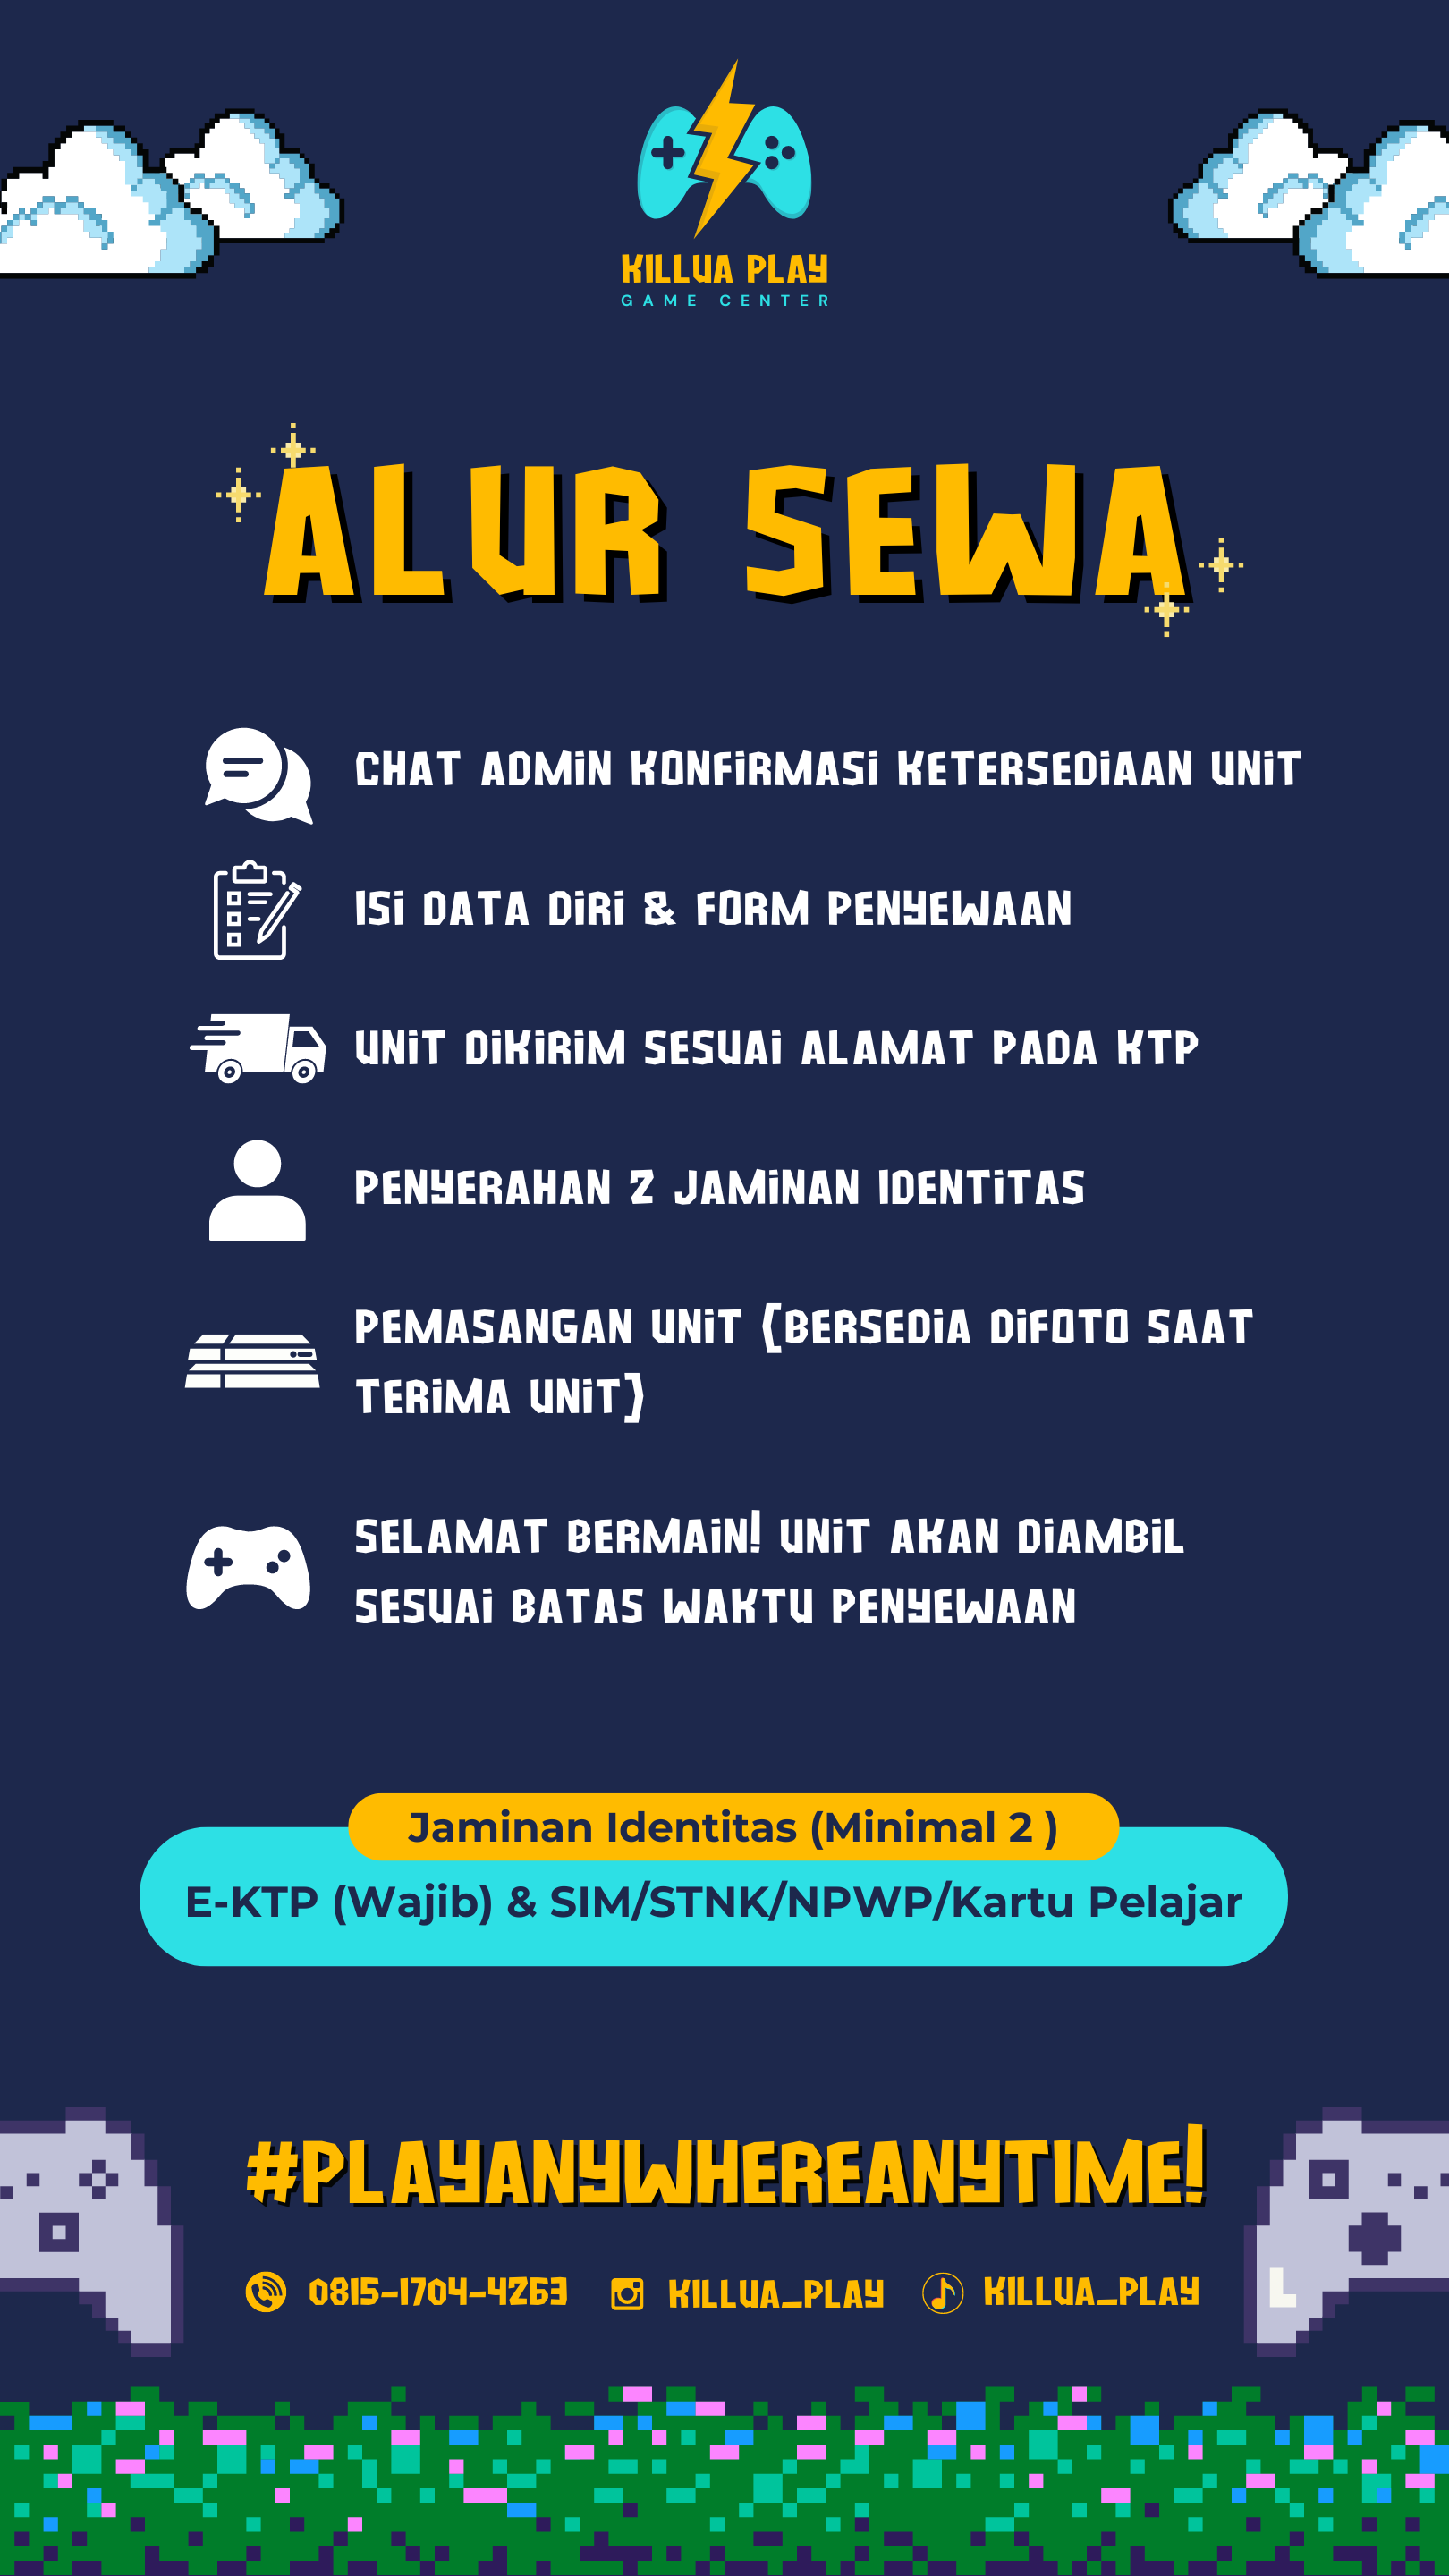 KILLUA PLAY
GAME CENTER
ALUR SEWA
CHAT ADMIN KONFIRMASI KETERSEDIAAN UNIT
ISI DATA DIRI & FORM PENYEWAAN
UNIT DIKIRIM SESUAI ALAMAT PADA KTP
PENYERAHAN 2 JAMINAN IDENTITAS
PEMASANGAN UNIT (BERSEDIA DIFOTO SAAT
TERIMA UNIT)
SELAMAT BERMAIN! UNIT AKAN DIAMBIL
SESUAI BATAS WAKTU PENYEWAAN
Jaminan Identitas (Minimal 2 )
E-KTP (Wajib) & SIM/STNK/NPWP/Kartu Pelajar
#PLAYANYWHEREANYTIME!
0815-1704-4263 KILLUA_PLAY KILLUA_PLAY